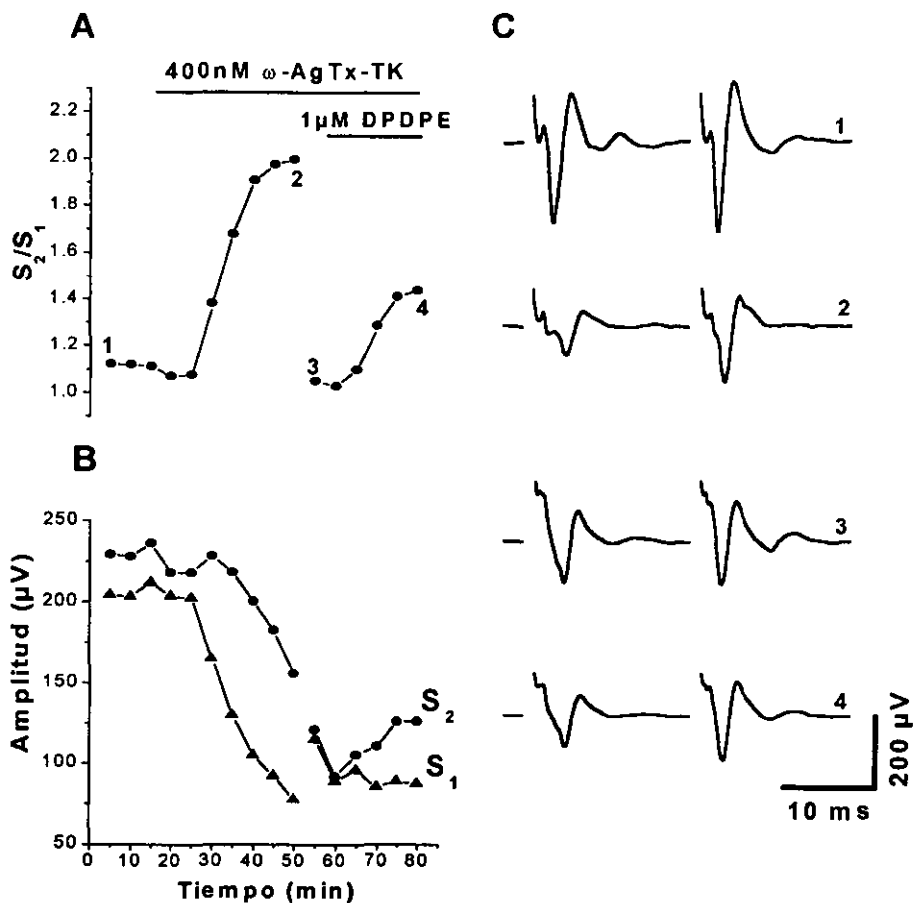 A
400nM ω-AgTx-TK
1µM DPDPE
2.2
2.0
1.8
1.6
1.4
1.2
1.0
S2/S1
1
2
3
4
B
250
200
150
100
50
Amplitud (µV)
S2
S1
0 10 20 30 40 50 60 70 80
Tiempo (min)
C
1
2
3
4
200 µV
10 ms